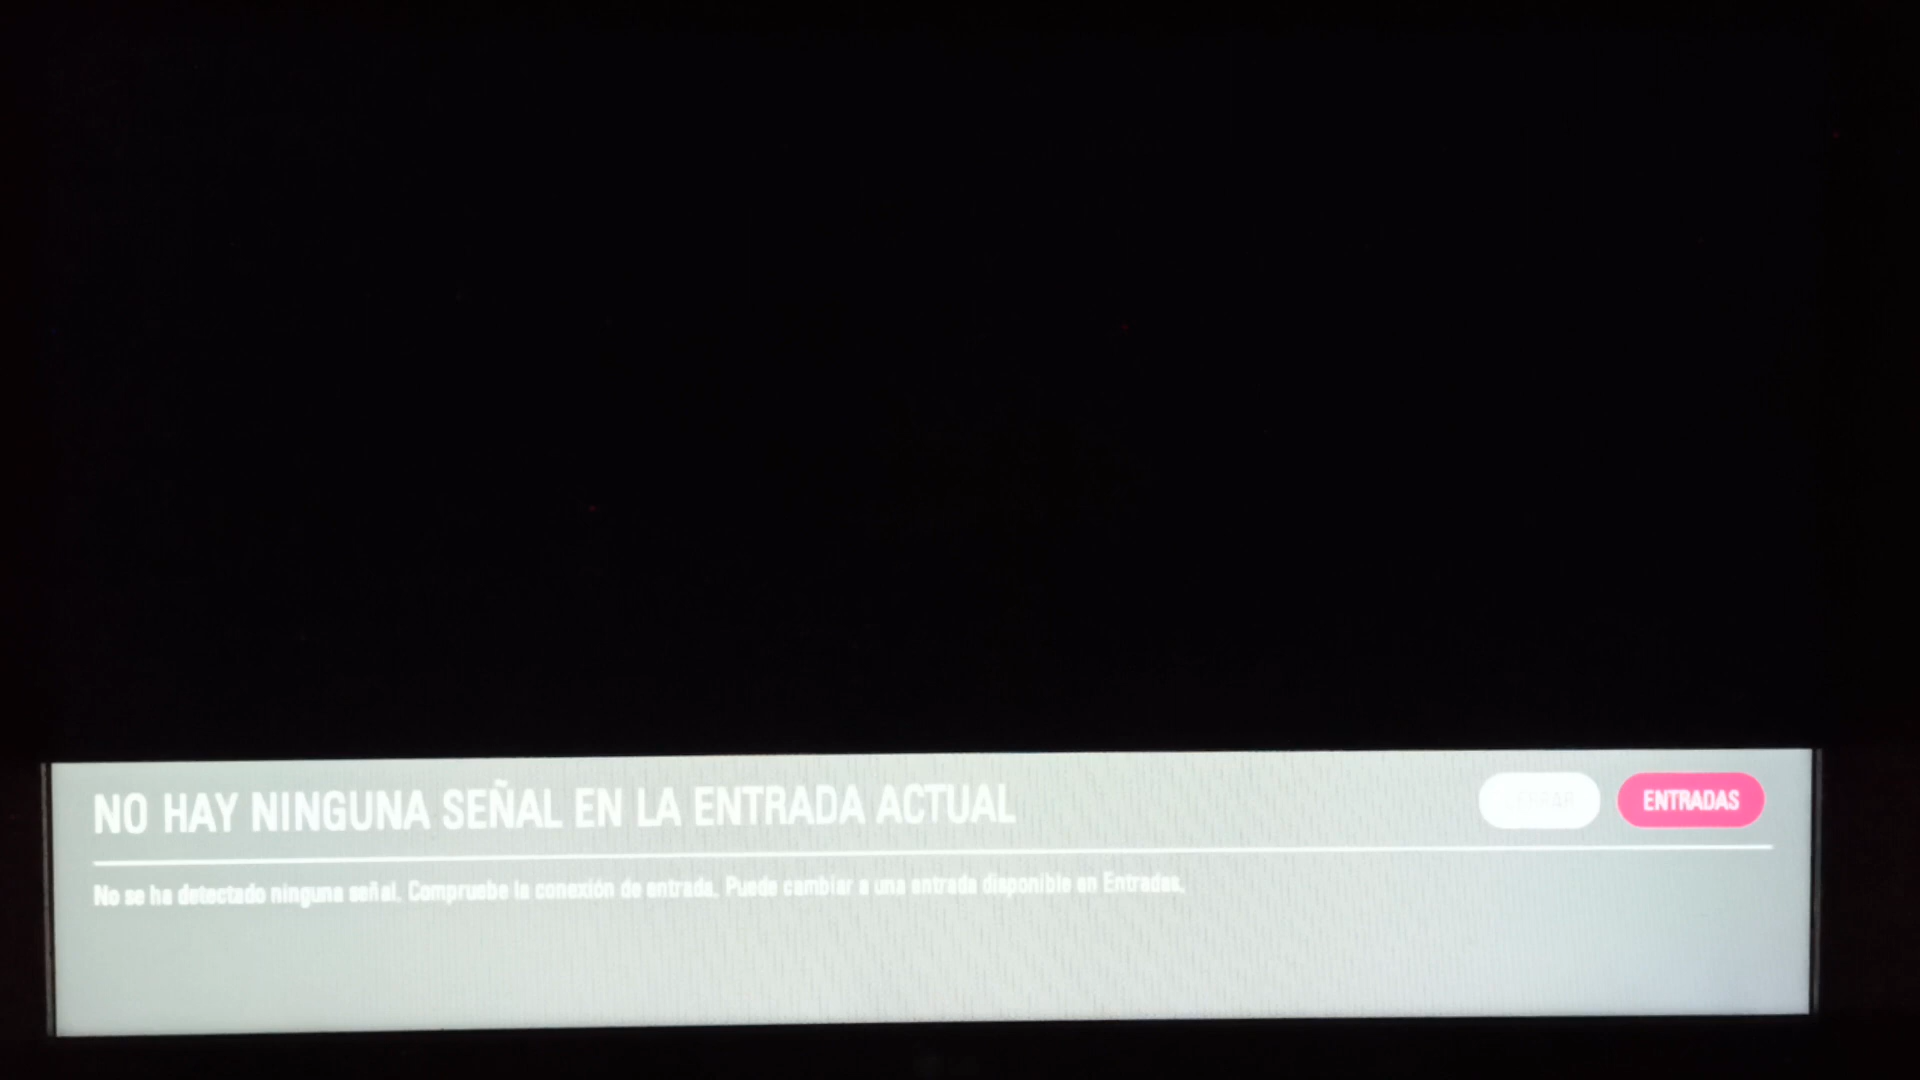 NO HAY NINGUNA SEÑAL EN LA ENTRADA ACTUAL
CERRAR
ENTRADAS
No se ha detectado ninguna señal. Compruebe la conexión de entrada. Puede cambiar a una entrada disponible en Entradas.